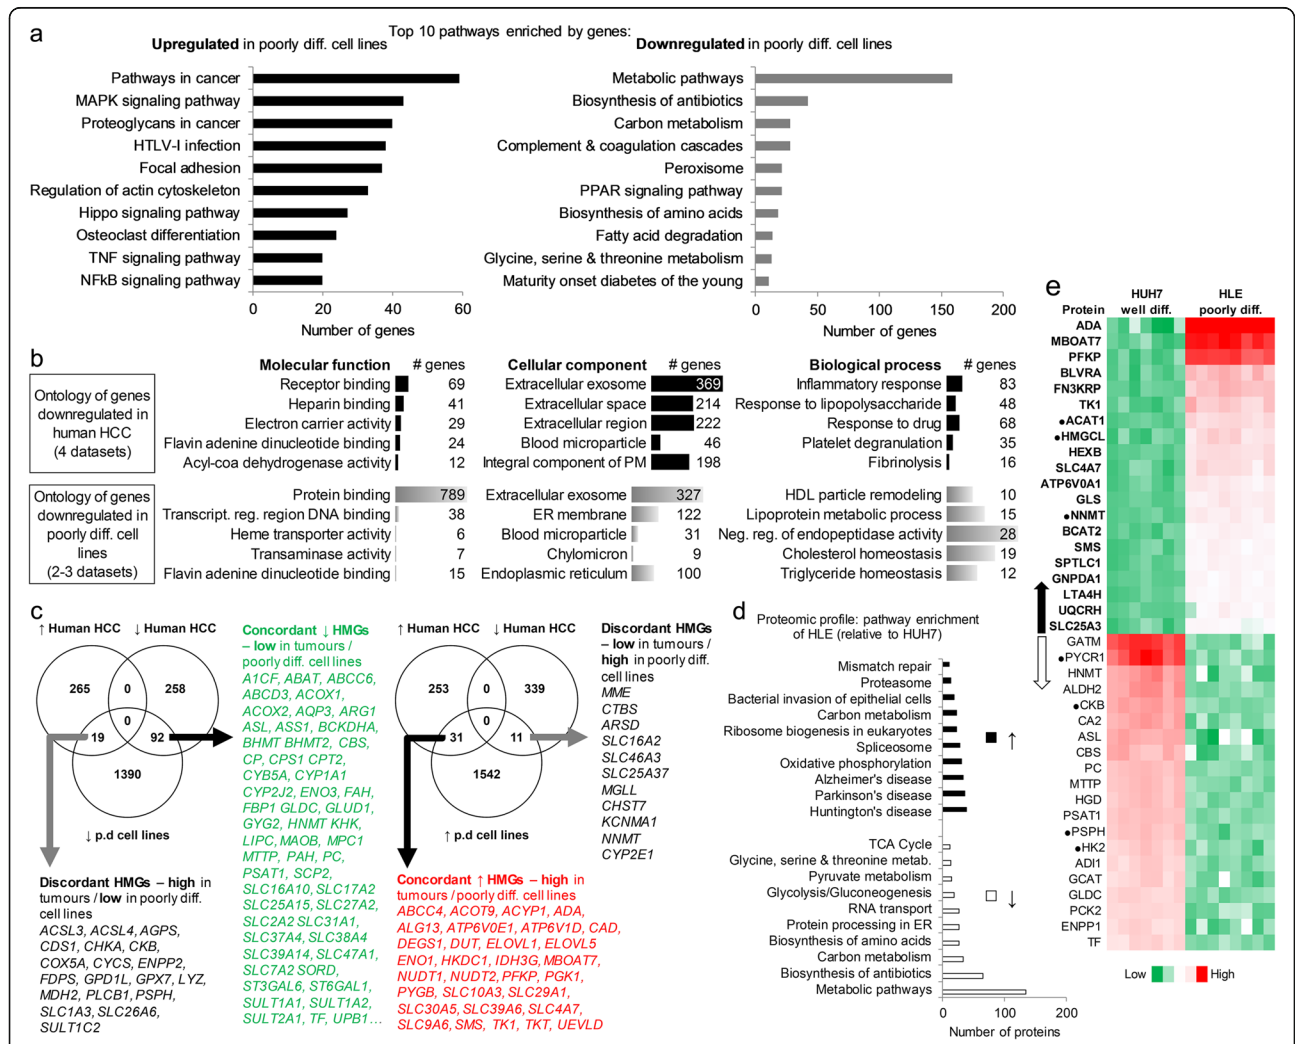 a
Top 10 pathways enriched by genes:
Upregulated in poorly diff. cell lines
Pathways in cancer
MAPK signaling pathway
Proteoglycans in cancer
HTLV-I infection
Focal adhesion
Regulation of actin cytoskeleton
Hippo signaling pathway
Osteoclast differentiation
TNF signaling pathway
NFkB signaling pathway
0 20 40 60
Number of genes
Downregulated in poorly diff. cell lines
Metabolic pathways
Biosynthesis of antibiotics
Carbon metabolism
Complement & coagulation cascades
Peroxisome
PPAR signaling pathway
Biosynthesis of amino acids
Fatty acid degradation
Glycine, serine & threonine metabolism
Maturity onset diabetes of the young
0 50 100 150 200
Number of genes
b
Molecular function # genes Cellular component # genes Biological process # genes
Ontology of genes
downregulated in
human HCC
(4 datasets)
Receptor binding 69 Extracellular exosome 369 Inflammatory response 83
Heparin binding 41 Extracellular space 214 Response to lipopolysaccharide 48
Electron carrier activity 29 Extracellular region 222 Response to drug 68
Flavin adenine dinucleotide binding 24 Blood microparticle 46 Platelet degranulation 35
Acyl-coa dehydrogenase activity 12 Integral component of PM 198 Fibrinolysis 16
Ontology of genes
downregulated in
poorly diff. cell
lines
(2-3 datasets)
Protein binding 789 Extracellular exosome 327 HDL particle remodeling 10
Transcript. reg. region DNA binding 38 ER membrane 122 Lipoprotein metabolic process 15
Heme transporter activity 6 Blood microparticle 31 Neg. reg. of endopeptidase activity 28
Transaminase activity 7 Chylomicron 9 Cholesterol homeostasis 19
Flavin adenine dinucleotide binding 15 Endoplasmic reticulum 100 Triglyceride homeostasis 12
c
↑ Human HCC ↓ Human HCC
265 0 258
0
19 92
1390
↓ p.d cell lines
Discordant HMGs – high in
tumours / low in poorly diff.
cell lines
ACSL3, ACSL4, AGPS,
CDS1, CHKA, CKB,
COX5A, CYCS, ENPP2,
FDPS, GPD1L, GPX7, LYZ,
MDH2, PLCB1, PSPH,
SLC1A3, SLC26A6,
SULT1C2
Concordant ↓ HMGs
– low in tumours /
poorly diff. cell lines
A1CF, ABAT, ABCC6,
ABCD3, ACOX1,
ACOX2, AQP3, ARG1
ASL, ASS1, BCKDHA,
BHMT BHMT2, CBS,
CP, CPS1 CPT2,
CYB5A, CYP1A1
CYP2J2, ENO3, FAH,
FBP1 GLDC, GLUD1,
GYG2, HNMT KHK,
LIPC, MAOB, MPC1
MTTP, PAH, PC,
PSAT1, SCP2,
SLC16A10, SLC17A2
SLC25A15, SLC27A2,
SLC2A2 SLC31A1,
SLC37A4, SLC38A4
SLC39A14, SLC47A1,
SLC7A2 SORD,
ST3GAL6, ST6GAL1,
SULT1A1, SULT1A2,
SULT2A1, TF, UPB1…
↑ Human HCC ↓ Human HCC
253 0 339
0
31 11
1542
↑ p.d cell lines
Concordant ↑ HMGs – high in
tumours / poorly diff. cell lines
ABCC4, ACOT9, ACYP1, ADA,
ALG13, ATP6V0E1, ATP6V1D, CAD,
DEGS1, DUT, ELOVL1, ELOVL5
ENO1, HKDC1, IDH3G, MBOAT7,
NUDT1, NUDT2, PFKP, PGK1,
PYGB, SLC10A3, SLC29A1,
SLC30A5, SLC39A6, SLC4A7,
SLC9A6, SMS, TK1, TKT, UEVLD
Discordant HMGs
– low in tumours /
high in poorly diff.
cell lines
MME
CTBS
ARSD
SLC16A2
SLC46A3
SLC25A37
MGLL
CHST7
KCNMA1
NNMT
CYP2E1
d
Proteomic profile: pathway enrichment
of HLE (relative to HUH7)
Mismatch repair
Proteasome
Bacterial invasion of epithelial cells
Carbon metabolism
Ribosome biogenesis in eukaryotes
↑
Spliceosome
Oxidative phosphorylation
Alzheimer's disease
Parkinson's disease
Huntington's disease
TCA Cycle
Glycine, serine & threonine metab.
Pyruvate metabolism
Glycolysis/Gluconeogenesis
↓
RNA transport
Protein processing in ER
Biosynthesis of amino acids
Carbon metabolism
Biosynthesis of antibiotics
Metabolic pathways
0 100 200
Number of proteins
e
HUH7 HLE
Protein well diff. poorly diff.
ADA
MBOAT7
PFKP
BLVRA
FN3KRP
TK1
•ACAT1
•HMGCL
HEXB
SLC4A7
ATP6V0A1
GLS
•NNMT
BCAT2
SMS
SPTLC1
GNPDA1
LTA4H
UQCRH
SLC25A3
GATM
•PYCR1
HNMT
ALDH2
•CKB
CA2
ASL
CBS
PC
MTTP
HGD
PSAT1
•PSPH
•HK2
ADI1
GCAT
GLDC
PCK2
ENPP1
TF
Low High